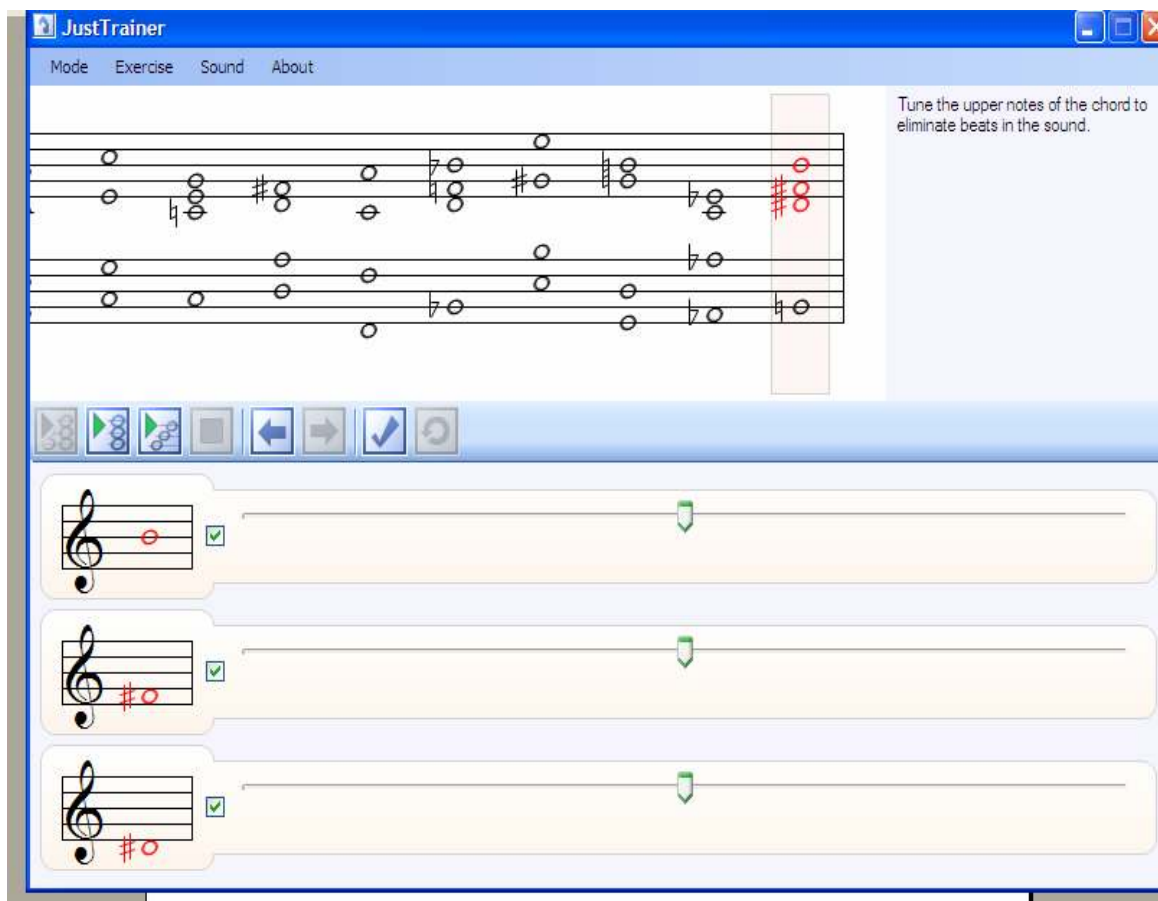 JustTrainer
Mode Exercise Sound About
Tune the upper notes of the chord to
eliminate beats in the sound.